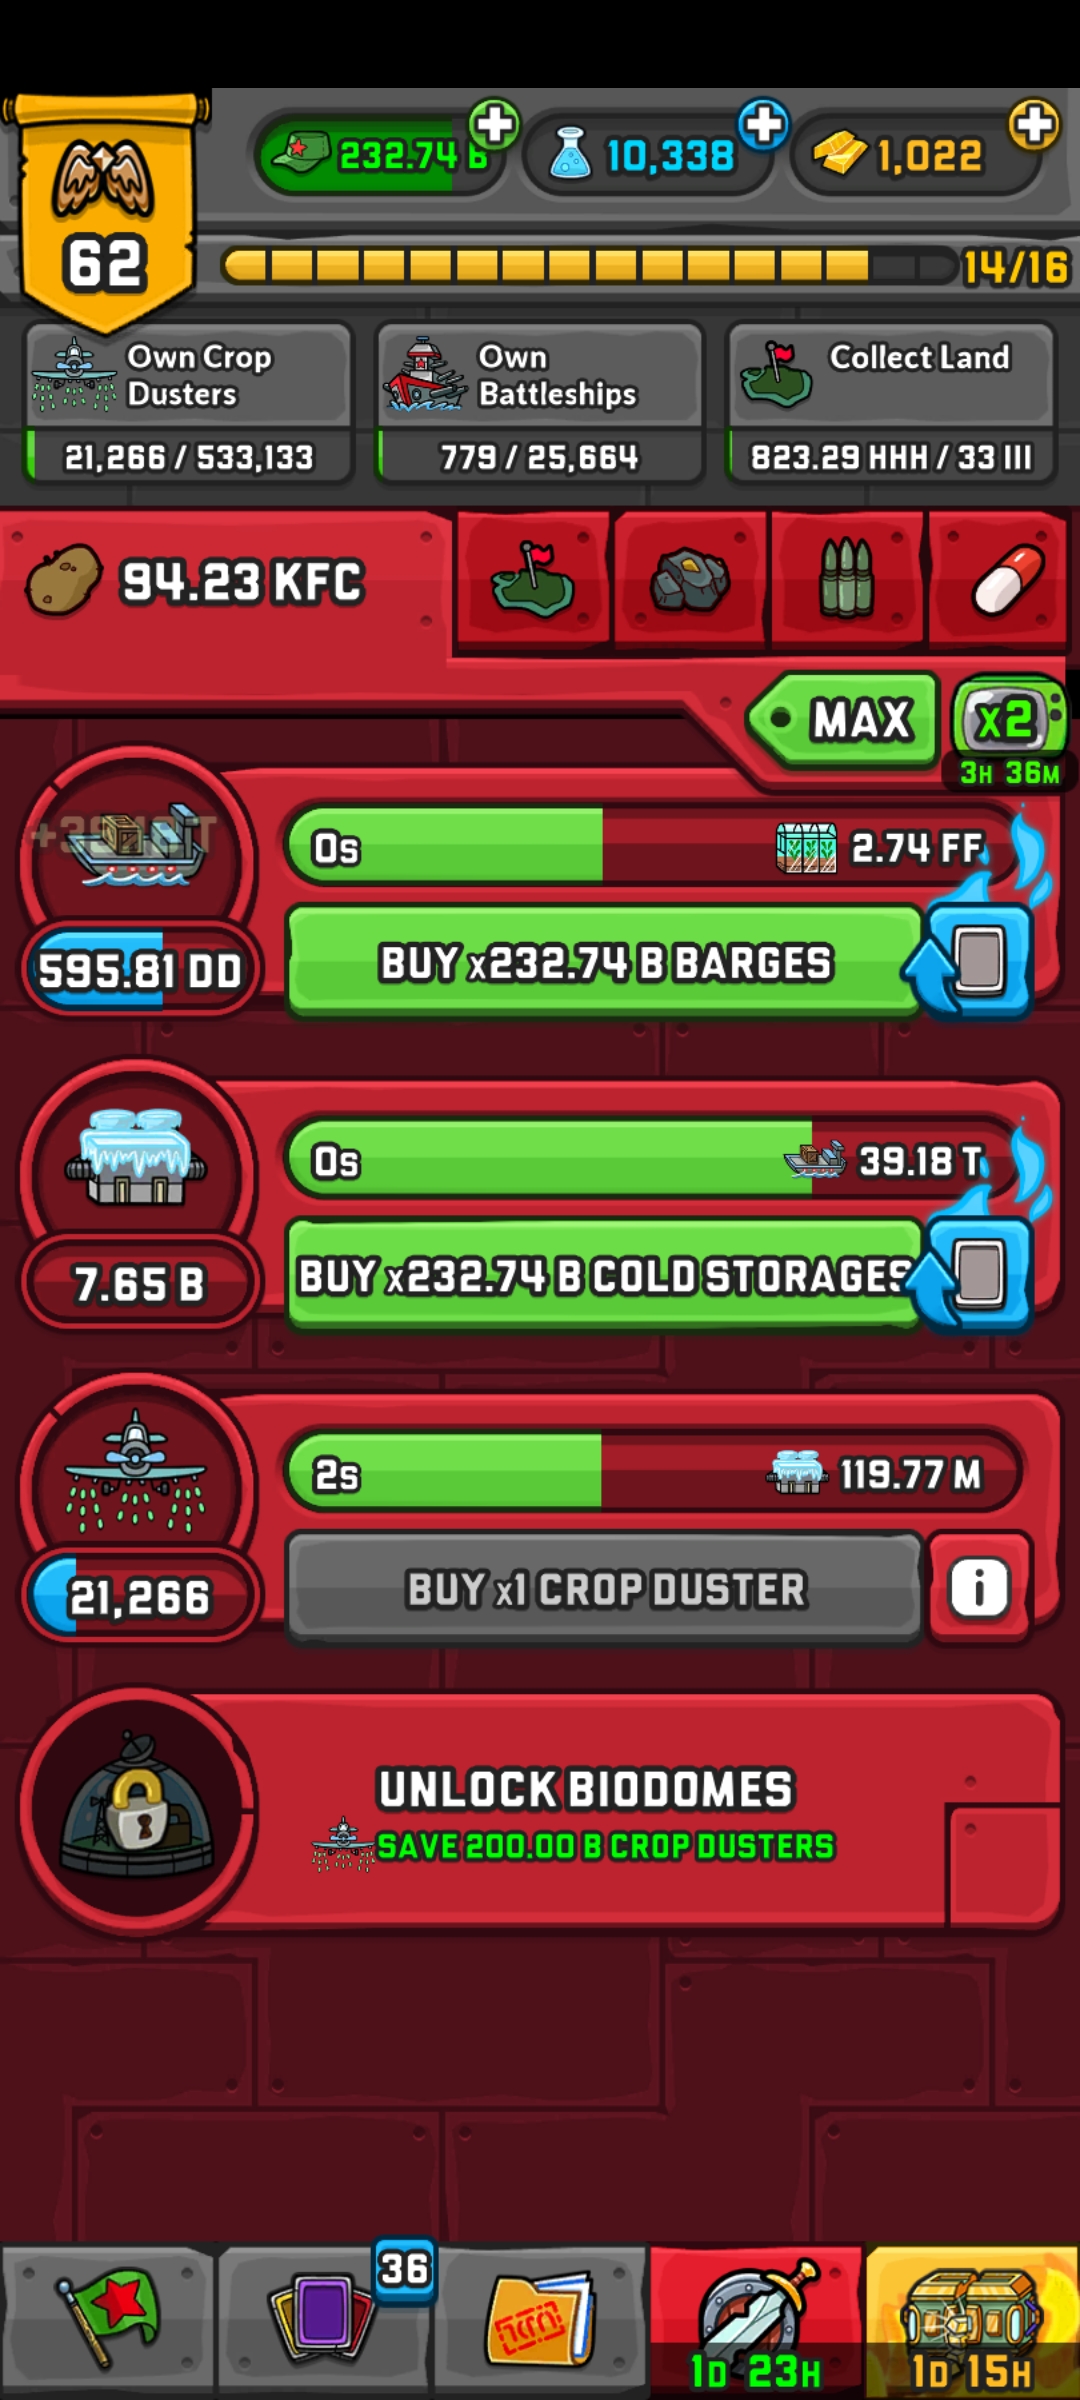 232.74 B
10,338
1,022
62
14/16
Own Crop
Dusters
21,266 / 533,133
Own
Battleships
779 / 25,664
Collect Land
823.29 HHH / 33 III
94.23 KFC
MAX
x2
3H 36M
0s
2.74 FF
595.81 DD
BUY x232.74 B BARGES
0s
39.18 T
7.65 B
BUY x232.74 B COLD STORAGES
2s
119.77 M
21,266
BUY x1 CROP DUSTER
i
UNLOCK BIODOMES
SAVE 200.00 B CROP DUSTERS
36
1D 23H
1D 15H